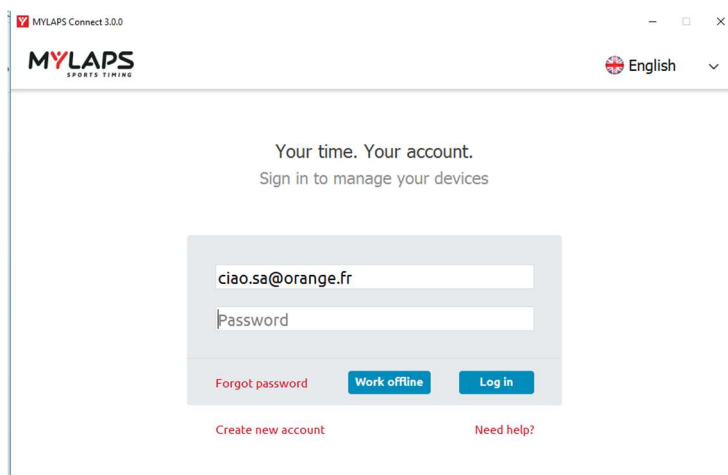 MYLAPS Connect 3.0.0
MYLAPS
SPORTS TIMING
English
Your time. Your account.
Sign in to manage your devices
ciao.sa@orange.fr
Password
Forgot password
Work offline
Log in
Create new account
Need help?